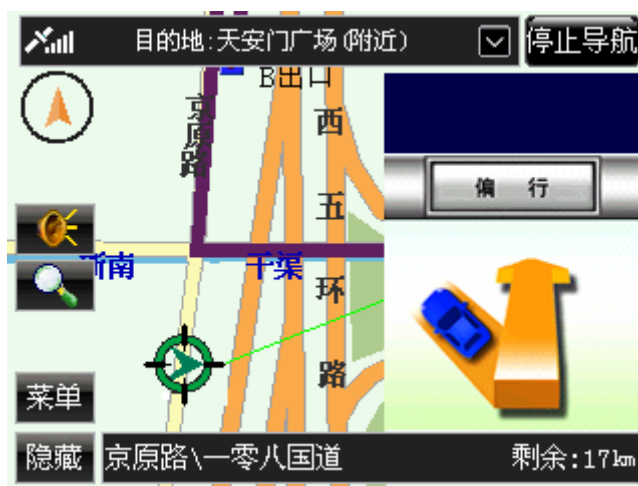 目的地:天安门广场(附近)
停止导航
B出口
京原路
西五环路
偏 行
南
干渠
菜单
隐藏
京原路\一零八国道
剩余:17km